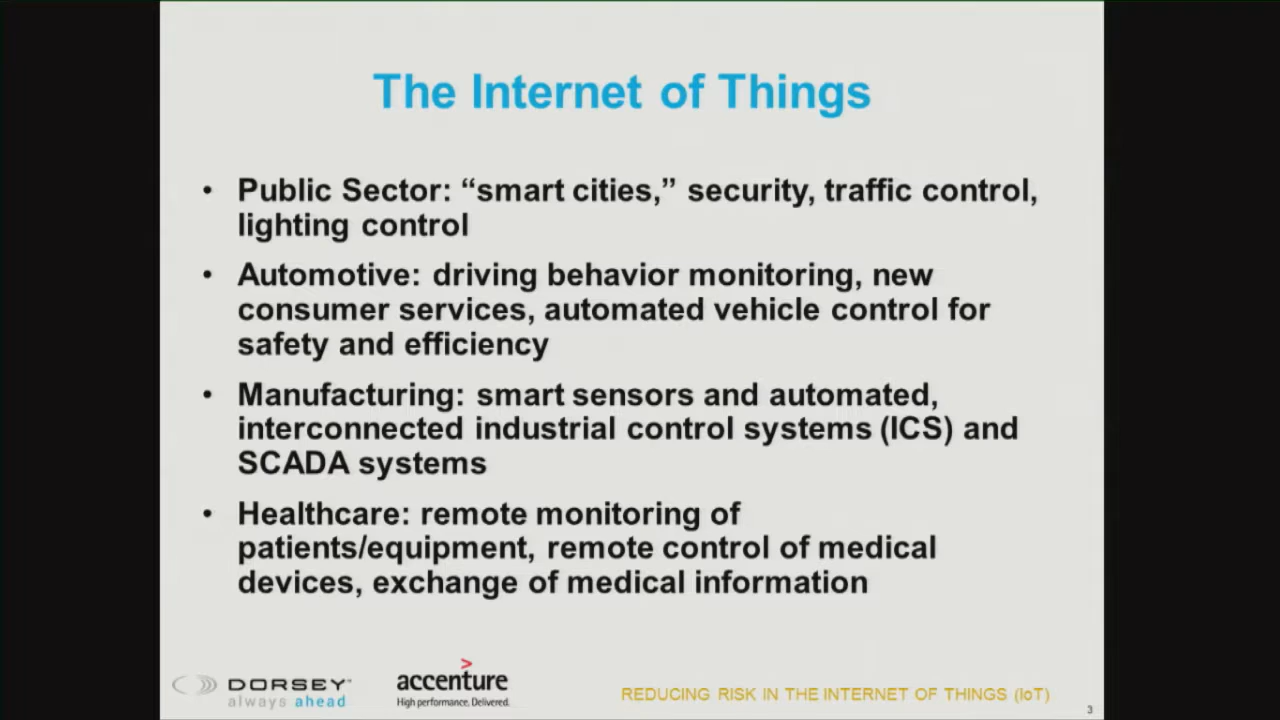 The Internet of Things
• Public Sector: “smart cities,” security, traffic control,
lighting control
• Automotive: driving behavior monitoring, new
consumer services, automated vehicle control for
safety and efficiency
• Manufacturing: smart sensors and automated,
interconnected industrial control systems (ICS) and
SCADA systems
• Healthcare: remote monitoring of
patients/equipment, remote control of medical
devices, exchange of medical information
DORSEY™
always ahead
accenture
High performance. Delivered.
REDUCING RISK IN THE INTERNET OF THINGS (IoT)
3